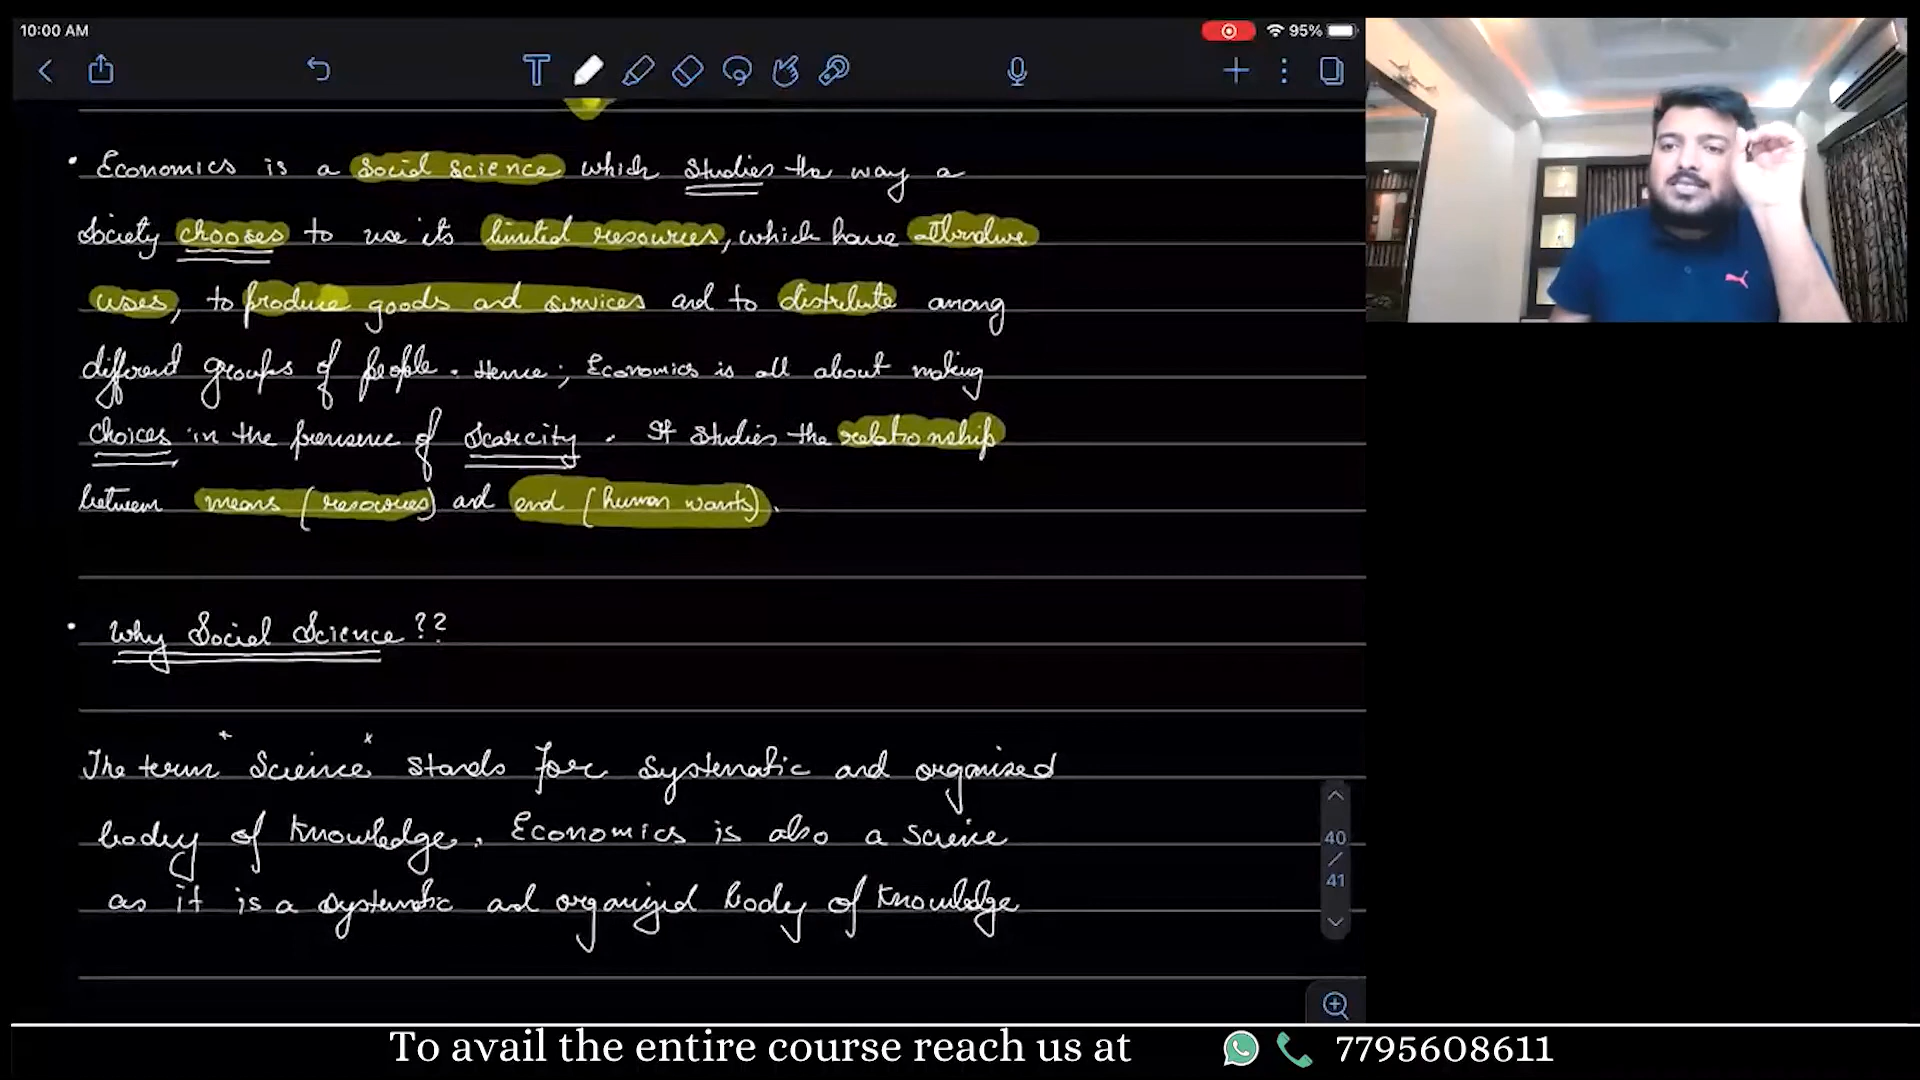 10:00 AM
95%
• Economics is a Social Science which studies the way a
society chooses to use its limited resources, which have alternative
uses, to produce goods and services and to distribute among
different groups of people. Hence; Economics is all about making
choices in the presence of scarcity. It studies the relationship
between means (resources) and end (human wants).
• Why Social Science??
The term "Science" stands for systematic and organized
body of knowledge. Economics is also a science
as it is a systematic and organized body of knowledge
40
/
41
To avail the entire course reach us at 7795608611